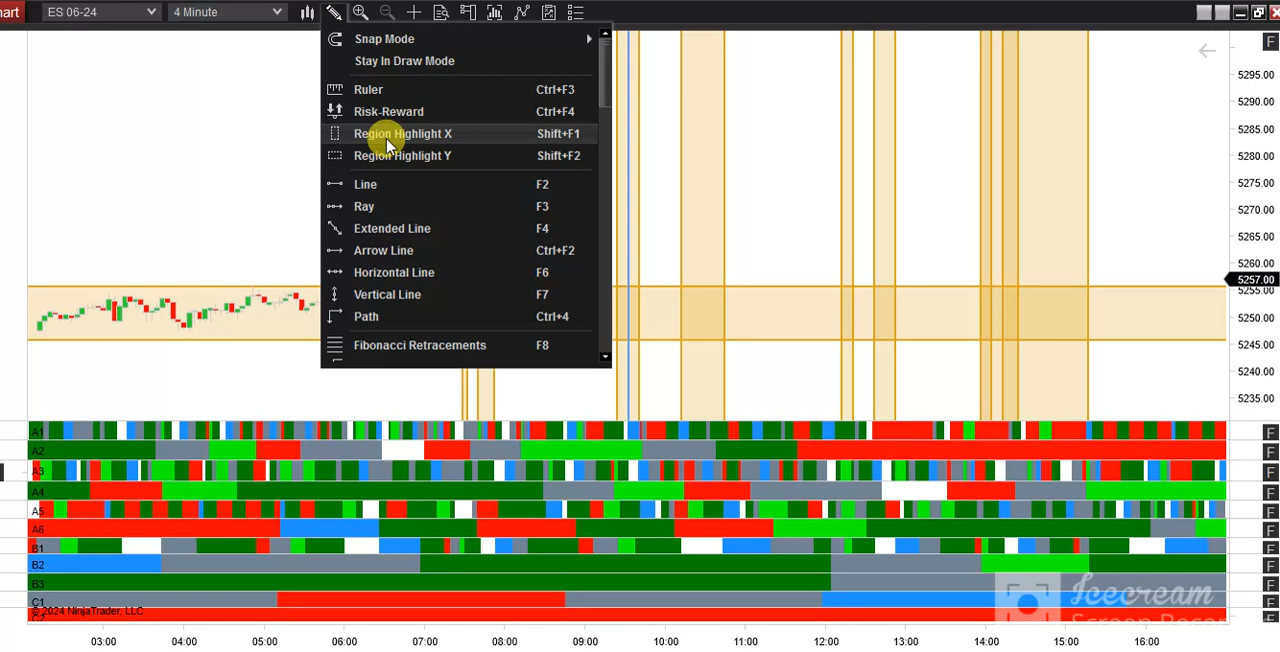 nart
ES 06-24
4 Minute
Snap Mode
Stay In Draw Mode
Ruler Ctrl+F3
Risk-Reward Ctrl+F4
Region Highlight X Shift+F1
Region Highlight Y Shift+F2
Line F2
Ray F3
Extended Line F4
Arrow Line Ctrl+F2
Horizontal Line F6
Vertical Line F7
Path Ctrl+4
Fibonacci Retracements F8
F
5295.00
5290.00
5285.00
5280.00
5275.00
5270.00
5265.00
5260.00
5257.00
5255.00
5250.00
5245.00
5240.00
5235.00
A1 F
A2 F
A3 F
A4 F
A5 F
A6 F
B1 F
B2 F
B3 F
C1 F
© 2024 NinjaTrader, LLC
Icecream
Screen Recor
03:00 04:00 05:00 06:00 07:00 08:00 09:00 10:00 11:00 12:00 13:00 14:00 15:00 16:00